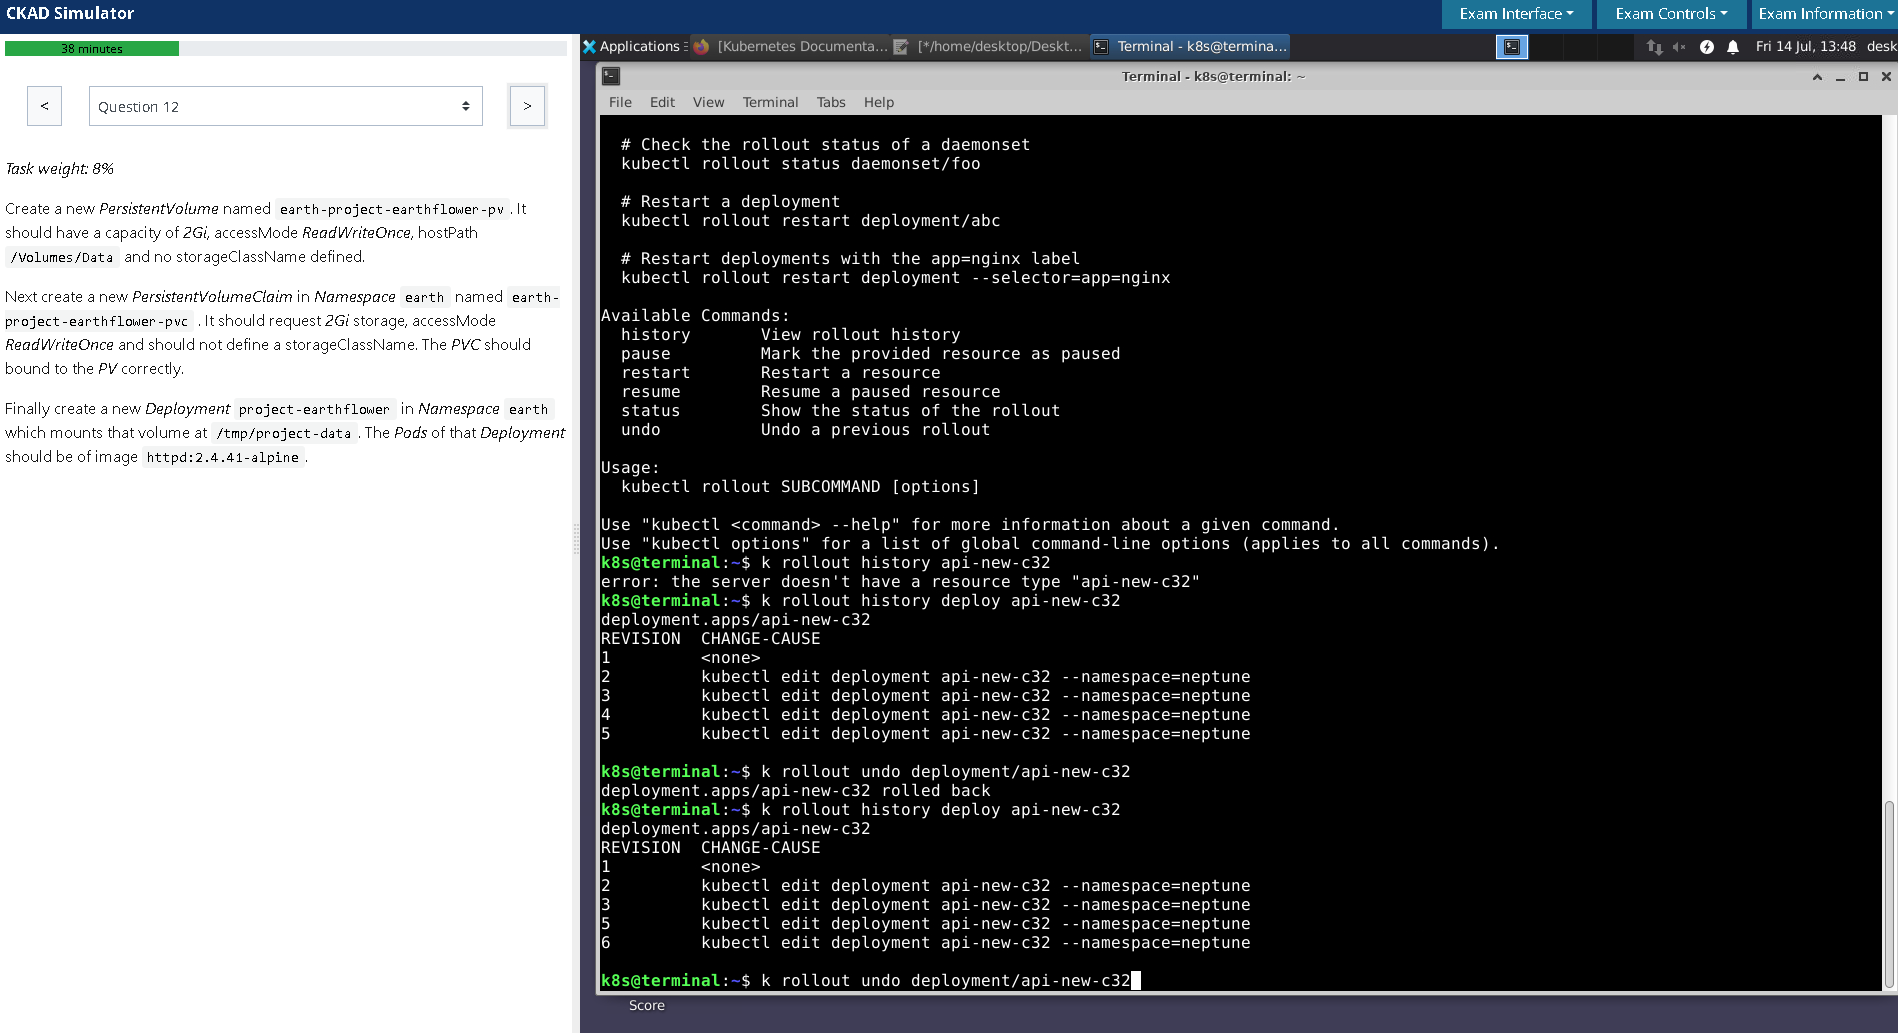 CKAD Simulator
Exam Interface
Exam Controls
Exam Information
38 minutes
<
Question 12
>
Task weight: 8%
Create a new PersistentVolume named earth-project-earthflower-pv. It
should have a capacity of 2Gi, accessMode ReadWriteOnce, hostPath
/Volumes/Data and no storageClassName defined.
Next create a new PersistentVolumeClaim in Namespace earth named earth-
project-earthflower-pvc . It should request 2Gi storage, accessMode
ReadWriteOnce and should not define a storageClassName. The PVC should
bound to the PV correctly.
Finally create a new Deployment project-earthflower in Namespace earth
which mounts that volume at /tmp/project-data. The Pods of that Deployment
should be of image httpd:2.4.41-alpine.
Applications
[Kubernetes Documenta...
[*/home/desktop/Deskt...
Terminal - k8s@termina...
Fri 14 Jul, 13:48
desk
Terminal - k8s@terminal: ~
File Edit View Terminal Tabs Help
# Check the rollout status of a daemonset
kubectl rollout status daemonset/foo
# Restart a deployment
kubectl rollout restart deployment/abc
# Restart deployments with the app=nginx label
kubectl rollout restart deployment --selector=app=nginx
Available Commands:
history View rollout history
pause Mark the provided resource as paused
restart Restart a resource
resume Resume a paused resource
status Show the status of the rollout
undo Undo a previous rollout
Usage:
kubectl rollout SUBCOMMAND [options]
Use "kubectl <command> --help" for more information about a given command.
Use "kubectl options" for a list of global command-line options (applies to all commands).
k8s@terminal:~$ k rollout history api-new-c32
error: the server doesn't have a resource type "api-new-c32"
k8s@terminal:~$ k rollout history deploy api-new-c32
deployment.apps/api-new-c32
REVISION CHANGE-CAUSE
1 <none>
2 kubectl edit deployment api-new-c32 --namespace=neptune
3 kubectl edit deployment api-new-c32 --namespace=neptune
4 kubectl edit deployment api-new-c32 --namespace=neptune
5 kubectl edit deployment api-new-c32 --namespace=neptune
k8s@terminal:~$ k rollout undo deployment/api-new-c32
deployment.apps/api-new-c32 rolled back
k8s@terminal:~$ k rollout history deploy api-new-c32
deployment.apps/api-new-c32
REVISION CHANGE-CAUSE
1 <none>
2 kubectl edit deployment api-new-c32 --namespace=neptune
3 kubectl edit deployment api-new-c32 --namespace=neptune
5 kubectl edit deployment api-new-c32 --namespace=neptune
6 kubectl edit deployment api-new-c32 --namespace=neptune
k8s@terminal:~$ k rollout undo deployment/api-new-c32
Score